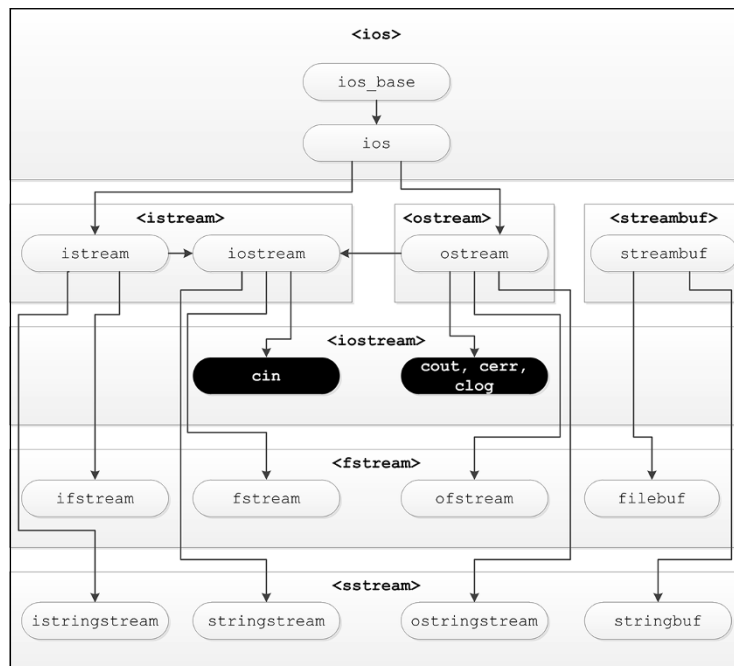 <ios>
ios_base
ios
<istream>
<ostream>
<streambuf>
istream
iostream
ostream
streambuf
<iostream>
cin
cout, cerr,
clog
<fstream>
ifstream
fstream
ofstream
filebuf
<sstream>
istringstream
stringstream
ostringstream
stringbuf